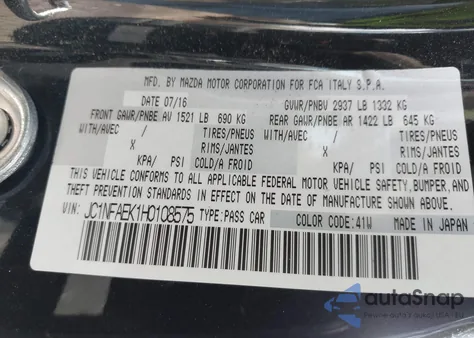 MFD. BY MAZDA MOTOR CORPORATION FOR FCA ITALY S.P.A.
DATE 07/16 GVWR/PNBV 2937 LB 1332 KG
FRONT GAWR/PNBE AV 1521 LB 690 KG REAR GAWR/PNBE AR 1422 LB 645 KG
WITH/AVEC / TIRES/PNEUS WITH/AVEC / TIRES/PNEUS
X RIMS/JANTES X RIMS/JANTES
KPA/ PSI COLD/A FROID KPA/ PSI COLD/A FROID
THIS VEHICLE CONFORMS TO ALL APPLICABLE FEDERAL MOTOR VEHICLE SAFETY, BUMPER, AND
THEFT PREVENTION STANDARDS IN EFFECT ON THE DATE OF MANUFACTURE SHOWN ABOVE.
VIN: JC1NFAEK1H0108575 TYPE:PASS CAR COLOR CODE:41W MADE IN JAPAN
autoSnap